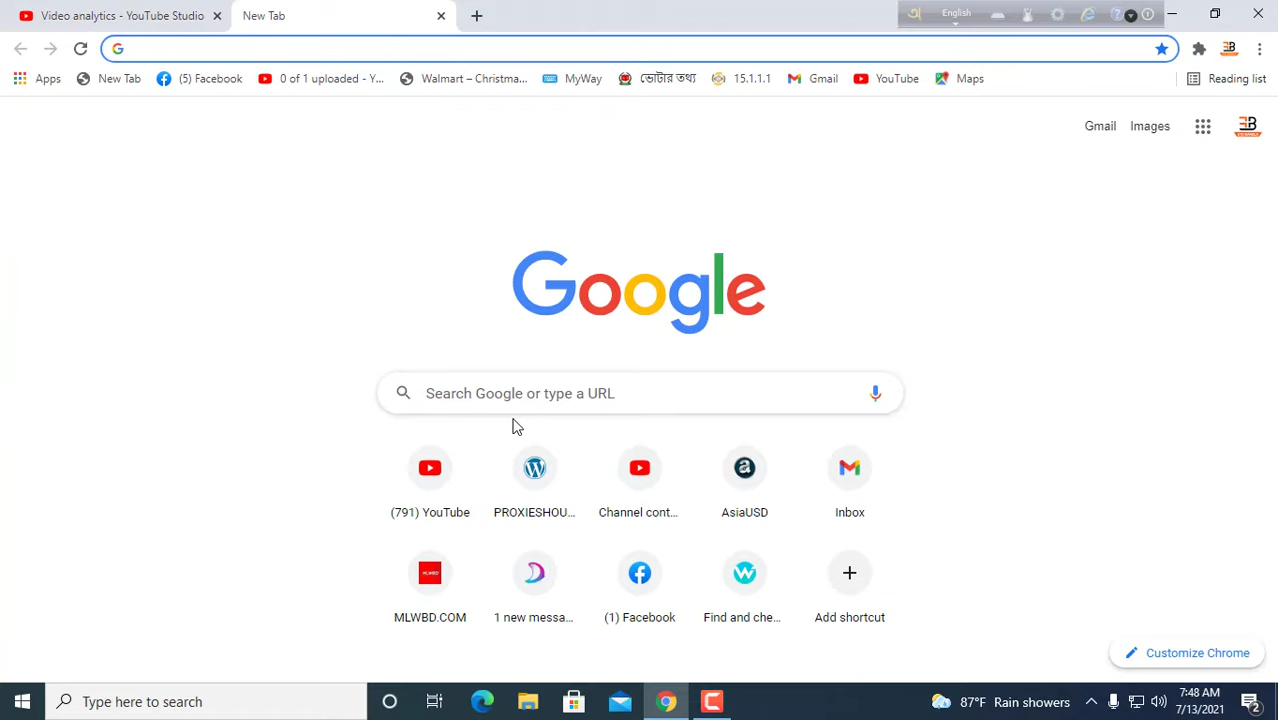 Video analytics - YouTube Studio
New Tab
English
Apps
New Tab
(5) Facebook
0 of 1 uploaded - Y...
Walmart – Christma...
MyWay
ভোটার তথ্য
15.1.1.1
Gmail
YouTube
Maps
Reading list
Gmail
Images
Google
Search Google or type a URL
(791) YouTube
PROXIESHOU...
Channel cont...
AsiaUSD
Inbox
MLWBD.COM
1 new messa...
(1) Facebook
Find and che...
Add shortcut
Customize Chrome
Type here to search
87°F Rain showers
7:48 AM
7/13/2021
2